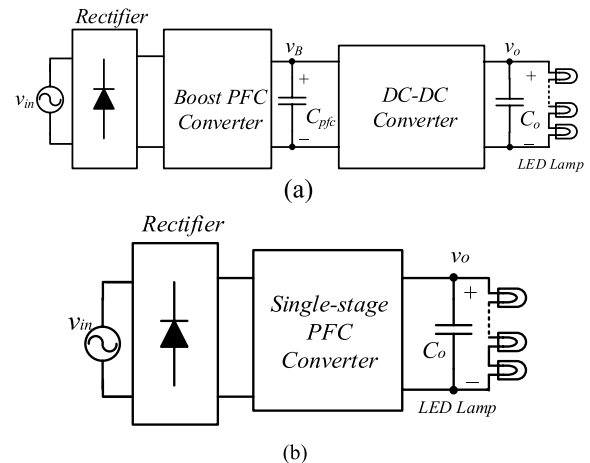 Rectifier
v_in
Boost PFC
Converter
v_B
+
C_pfc
−
DC-DC
Converter
v_o
+
C_o
−
LED Lamp
(a)
Rectifier
v_in
Single-stage
PFC
Converter
v_o
+
C_o
−
LED Lamp
(b)